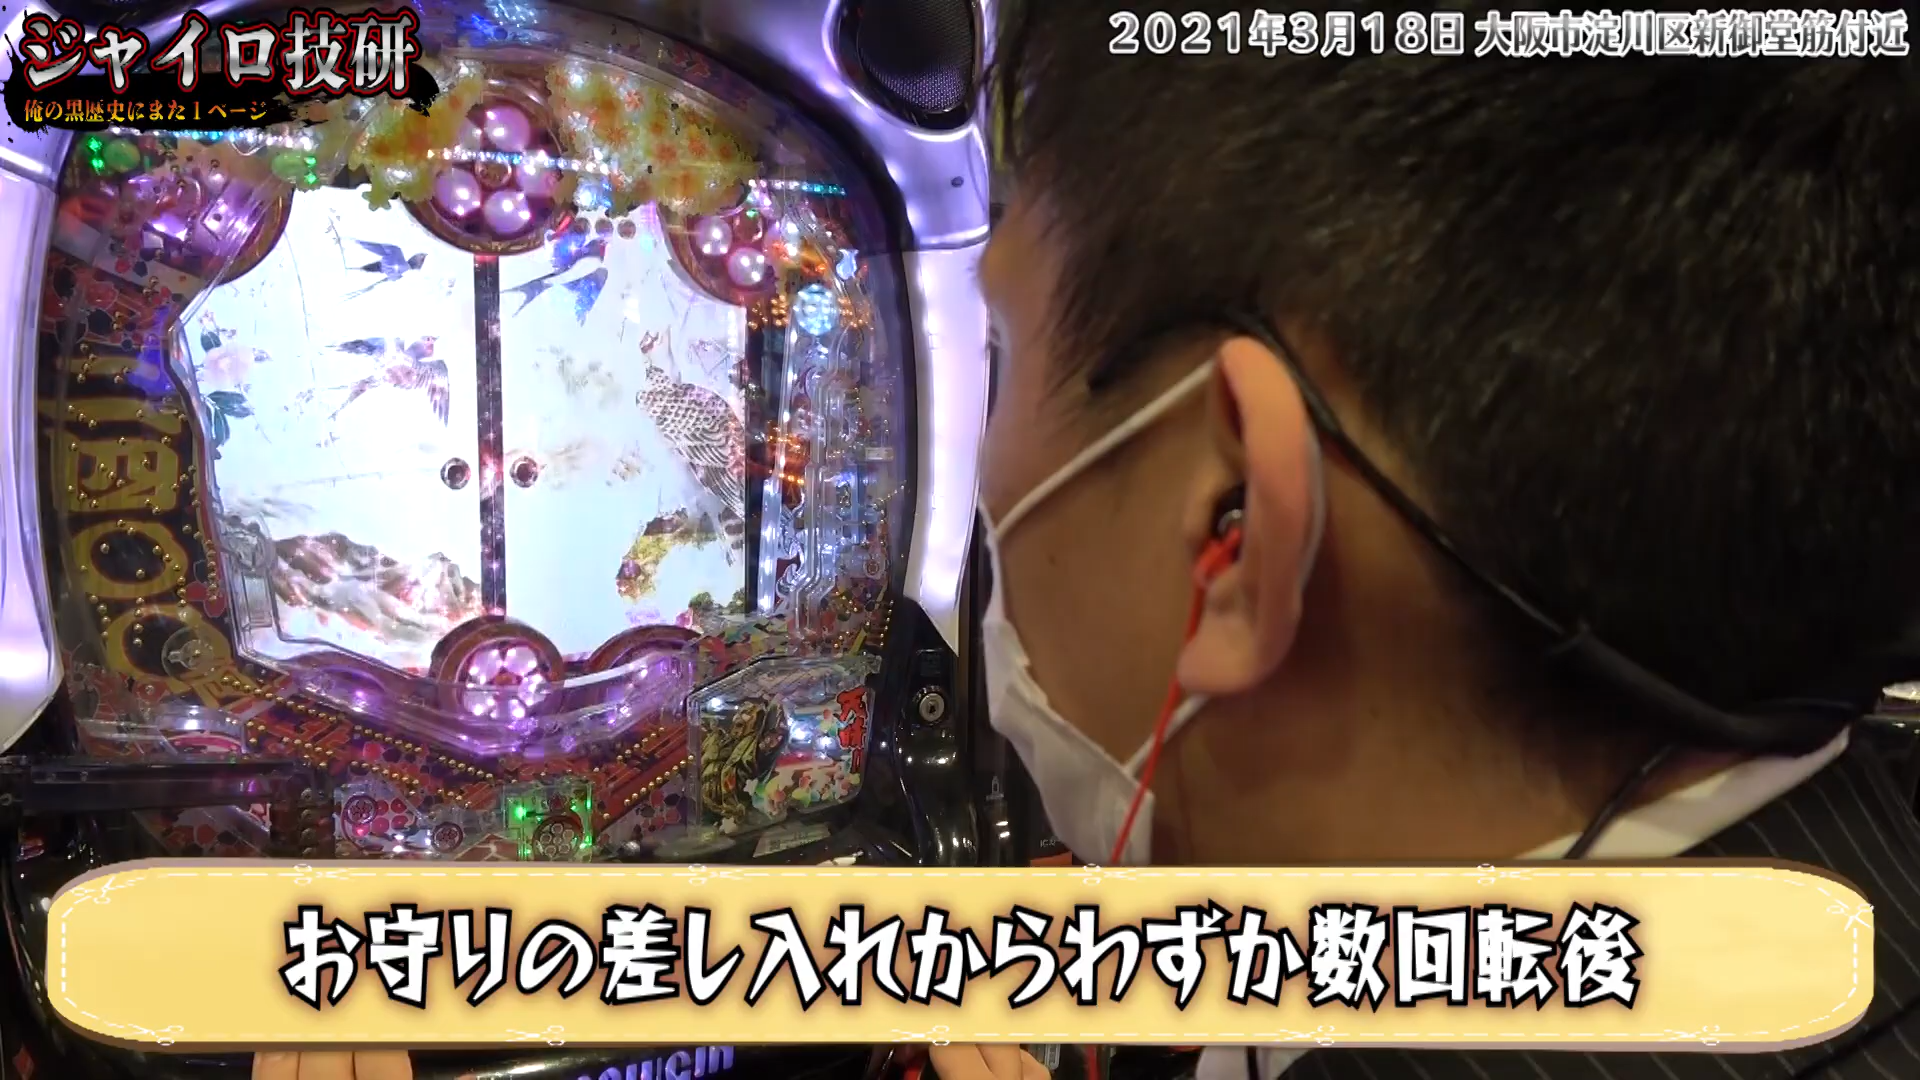 ジャイロ技研
俺の黒歴史にまた1ページ
2021年3月18日 大阪市淀川区新御堂筋付近
天晴!!
お守りの差し入れからわずか数回転後